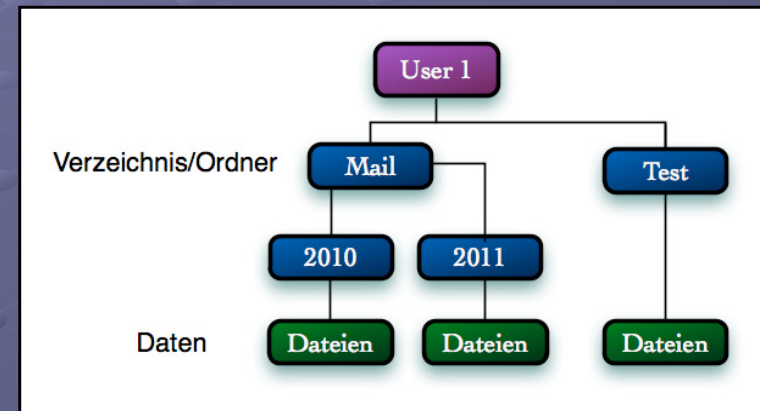 User 1
Verzeichnis/Ordner
Mail
Test
2010
2011
Daten
Dateien
Dateien
Dateien